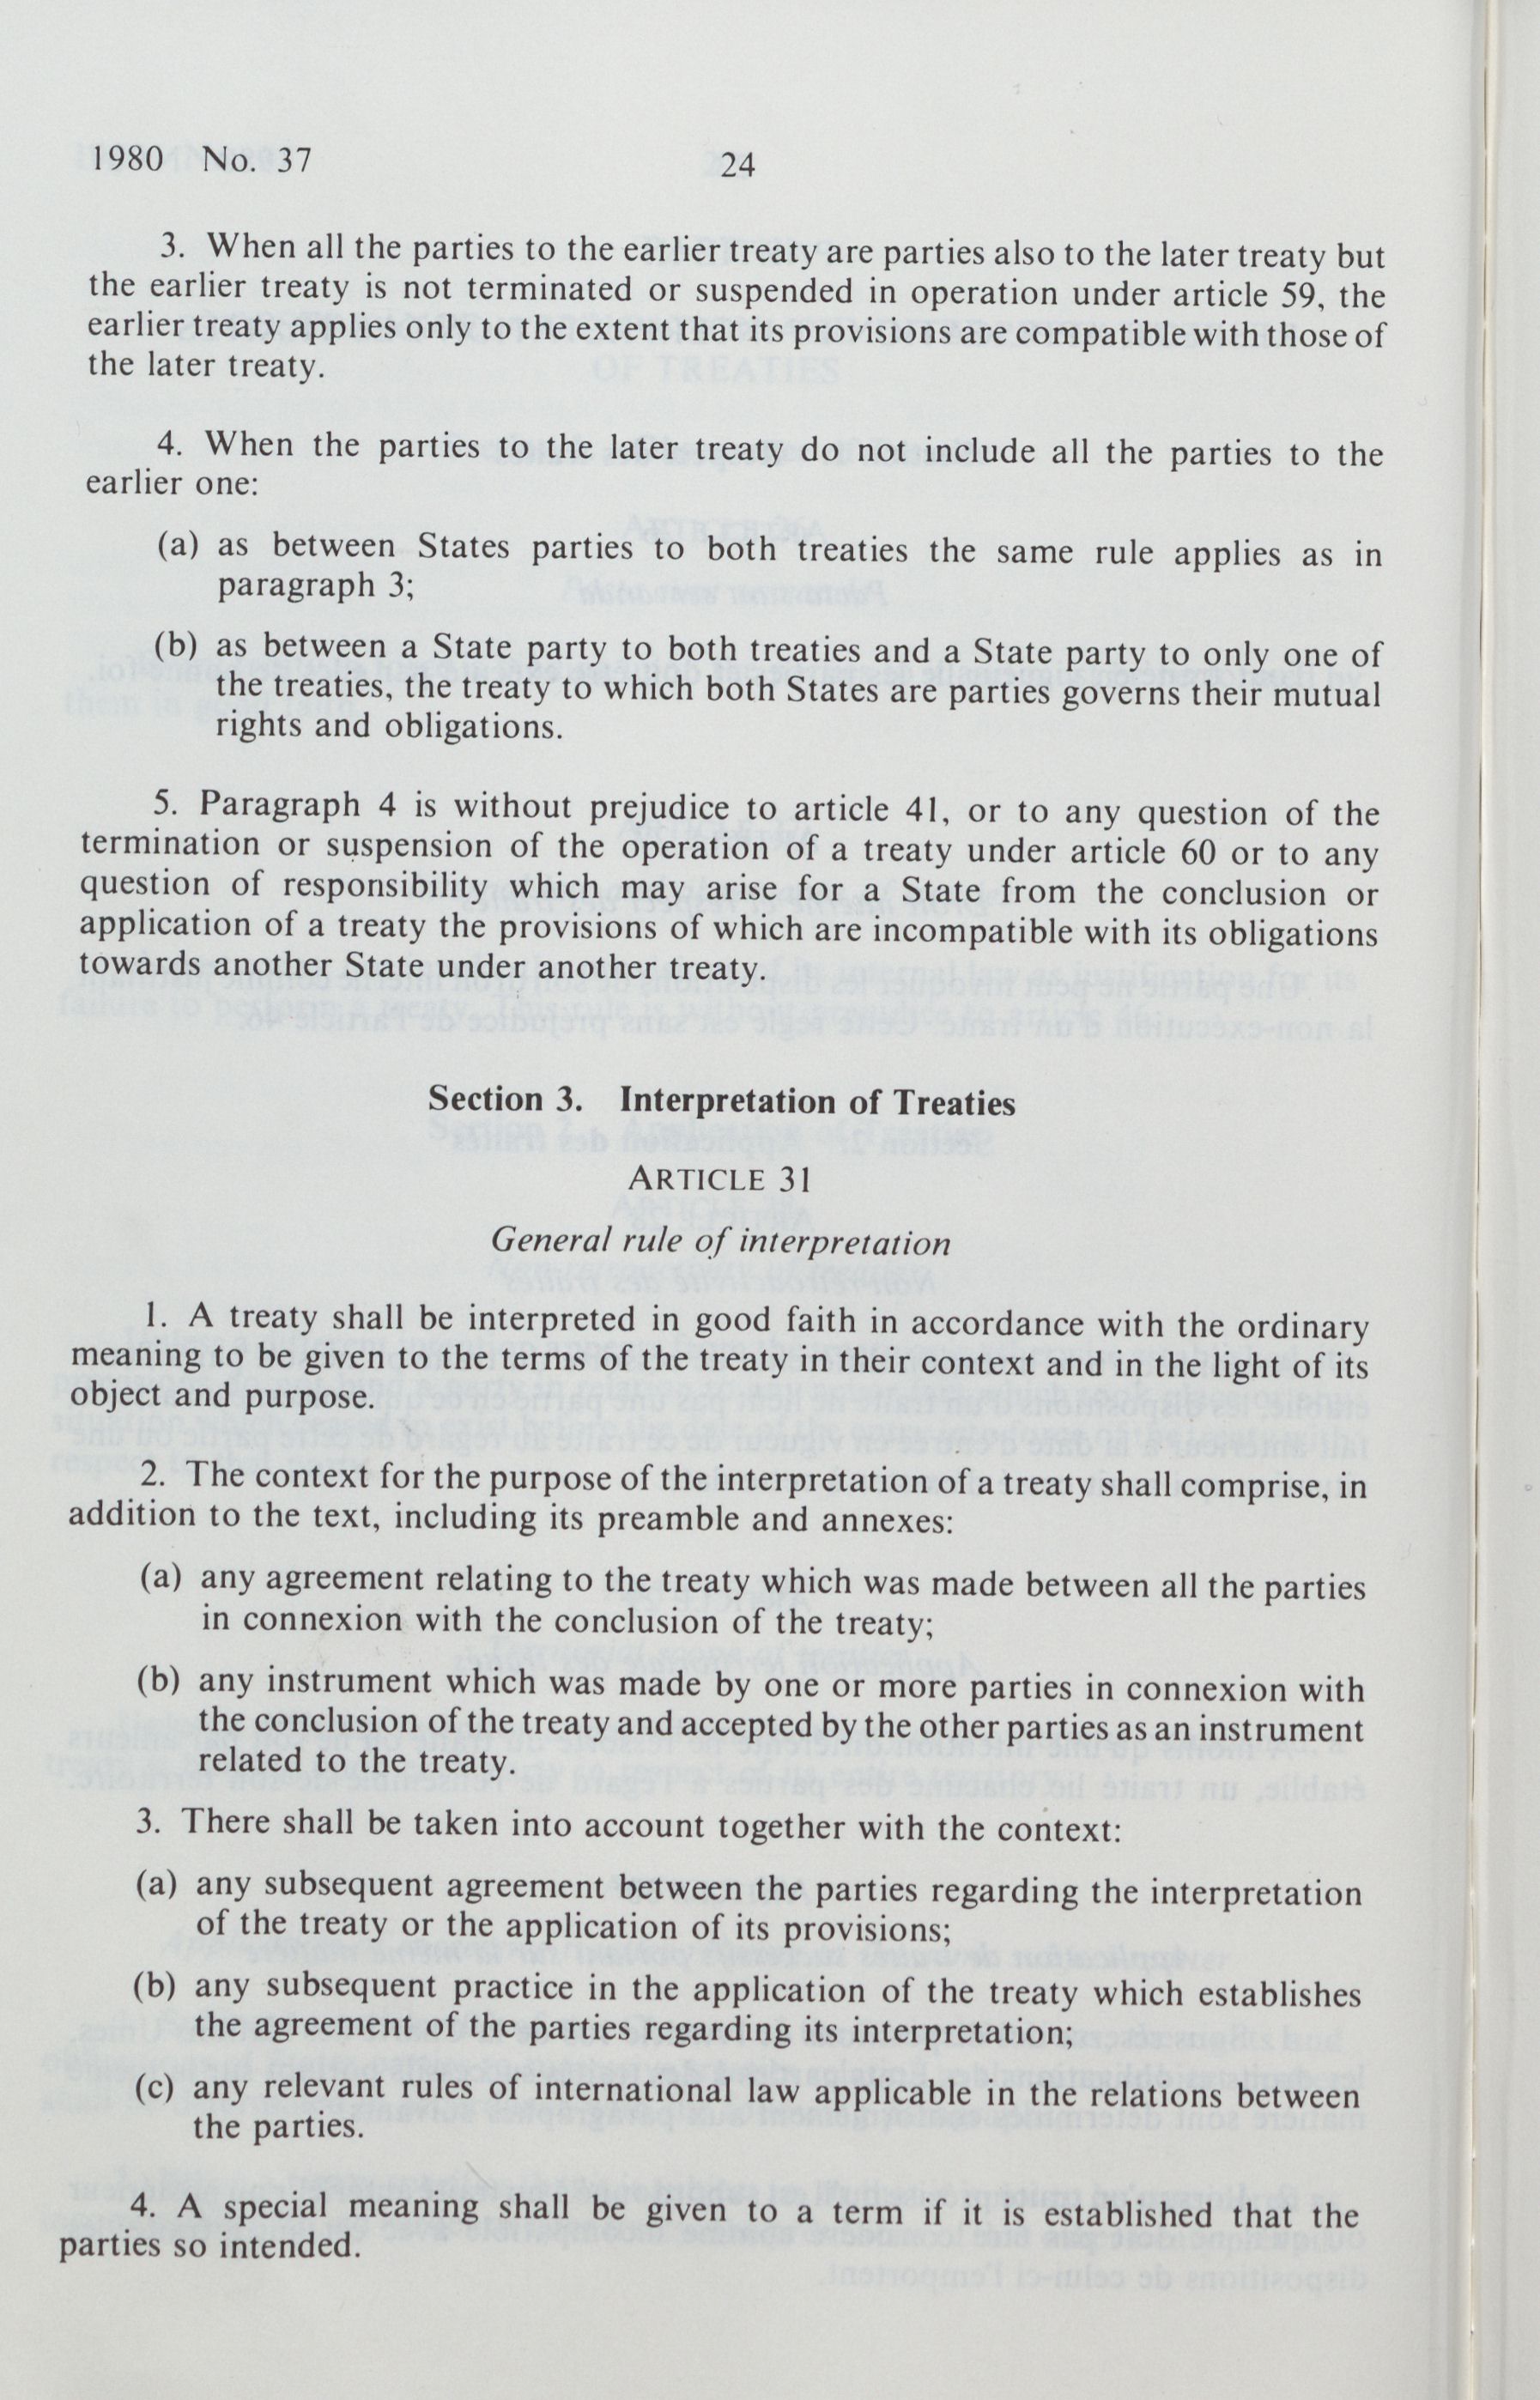 1980 No. 37
24
3. When all the parties to the earlier treaty are parties also to the later treaty but
the earlier treaty is not terminated or suspended in operation under article 59, the
earlier treaty applies only to the extent that its provisions are compatible with those of
the later treaty.
4. When the parties to the later treaty do not include all the parties to the
earlier one:
(a) as between States parties to both treaties the same rule applies as in
paragraph 3;
(b) as between a State party to both treaties and a State party to only one of
the treaties, the treaty to which both States are parties governs their mutual
rights and obligations.
5. Paragraph 4 is without prejudice to article 41, or to any question of the
termination or suspension of the operation of a treaty under article 60 or to any
question of responsibility which may arise for a State from the conclusion or
application of a treaty the provisions of which are incompatible with its obligations
towards another State under another treaty.
Section 3. Interpretation of Treaties
ARTICLE 31
General rule of interpretation
1. A treaty shall be interpreted in good faith in accordance with the ordinary
meaning to be given to the terms of the treaty in their context and in the light of its
object and purpose.
2. The context for the purpose of the interpretation of a treaty shall comprise, in
addition to the text, including its preamble and annexes:
(a) any agreement relating to the treaty which was made between all the parties
in connexion with the conclusion of the treaty;
(b) any instrument which was made by one or more parties in connexion with
the conclusion of the treaty and accepted by the other parties as an instrument
related to the treaty.
3. There shall be taken into account together with the context:
(a) any subsequent agreement between the parties regarding the interpretation
of the treaty or the application of its provisions;
(b) any subsequent practice in the application of the treaty which establishes
the agreement of the parties regarding its interpretation;
(c) any relevant rules of international law applicable in the relations between
the parties.
4. A special meaning shall be given to a term if it is established that the
parties so intended.